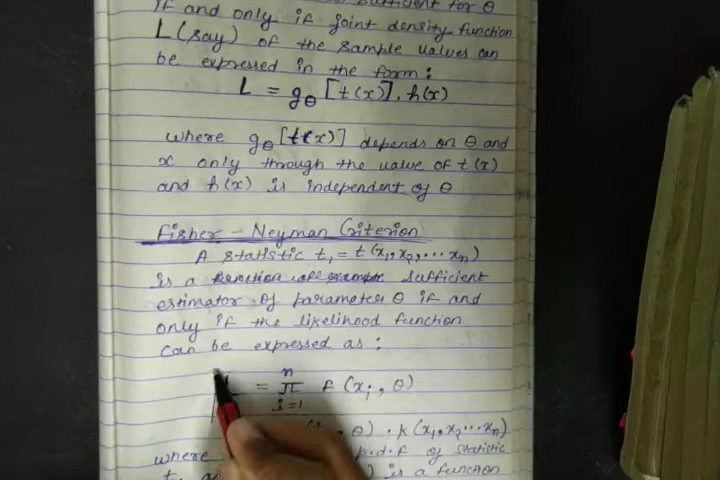 sufficient for θ
if and only if joint density function
L (say) of the sample values can
be expressed in the form :
L = gθ [t(x)] . h(x)
where gθ [t(x)] depends on θ and
x only through the value of t(x)
and h(x) is independent of θ
Fisher - Neyman Criterion
A statistic t₁ = t (x₁, x₂, ... xₙ)
is a sufficient
estimator of parameter θ if and
only if the likelihood function
can be expressed as :
= π f (xᵢ , θ)
n
i=1
, θ) . k (x₁, x₂ ... xₙ)
where p.d.f of statistic
) is a function